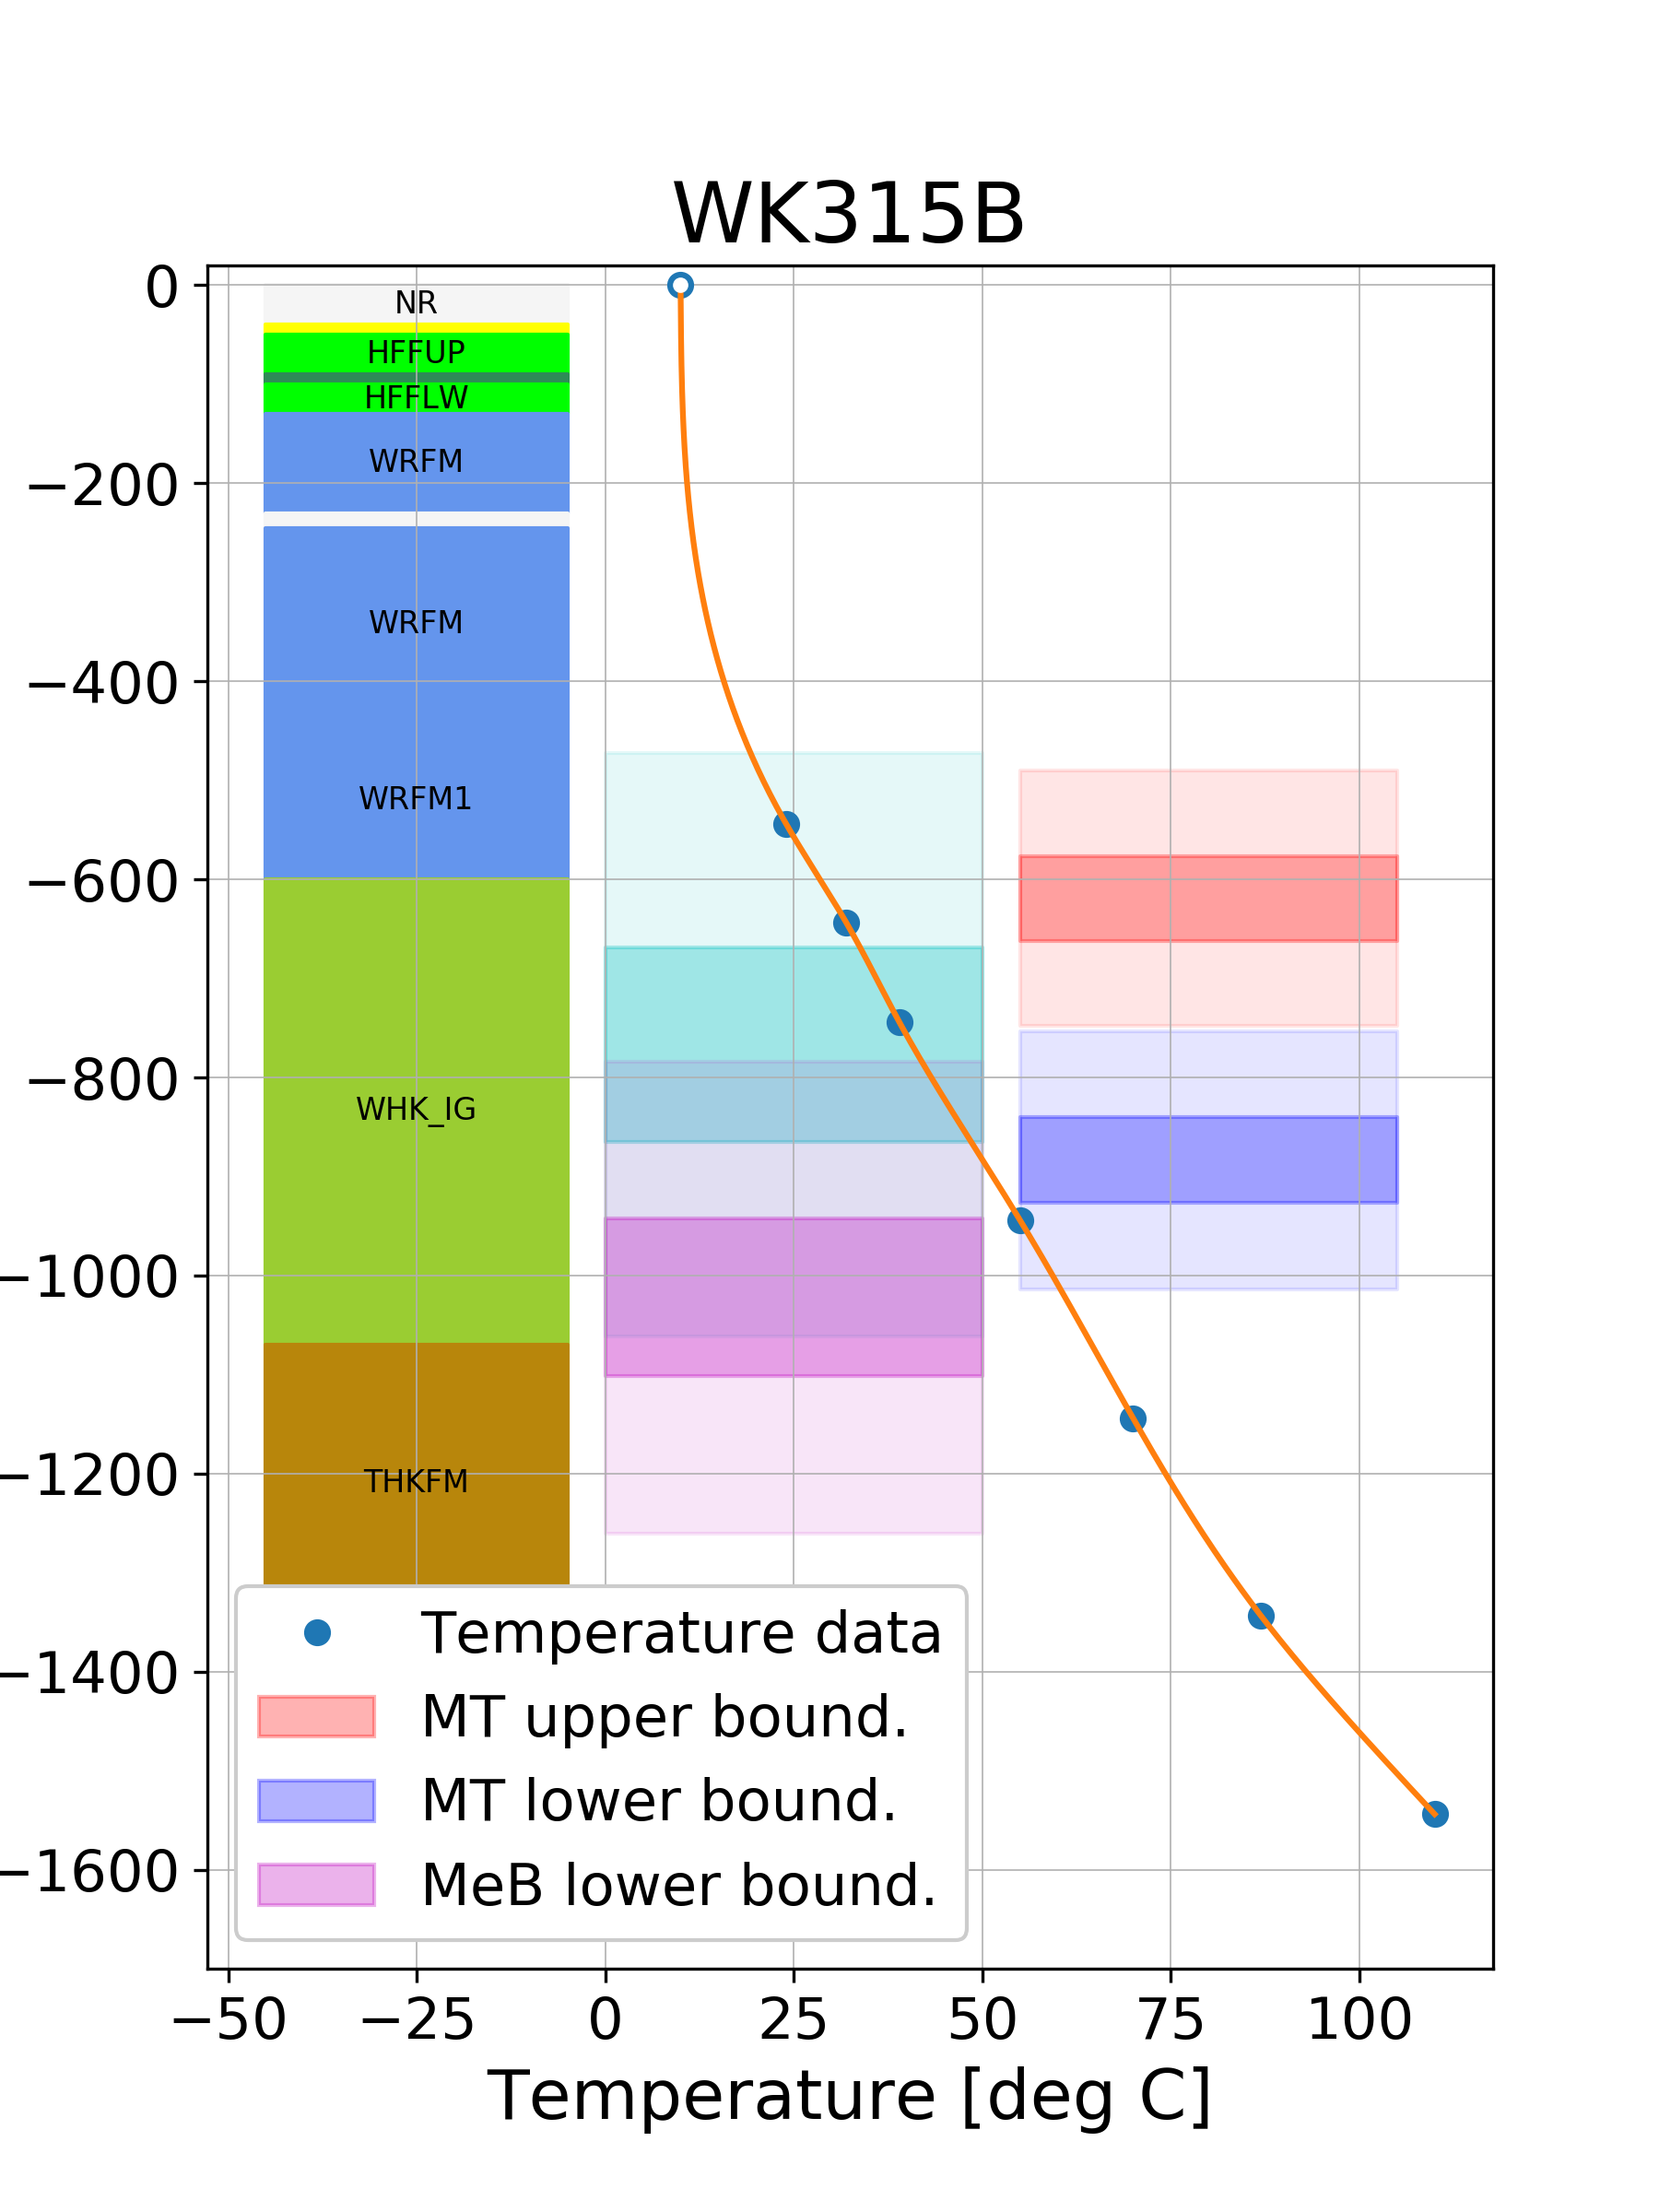 WK315B
0
−200
−400
−600
−800
−1000
−1200
−1400
−1600
NR
HFFUP
HFFLW
WRFM
WRFM
WRFM1
WHK_IG
THKFM
Temperature data
MT upper bound.
MT lower bound.
MeB lower bound.
−50 −25 0 25 50 75 100
Temperature [deg C]